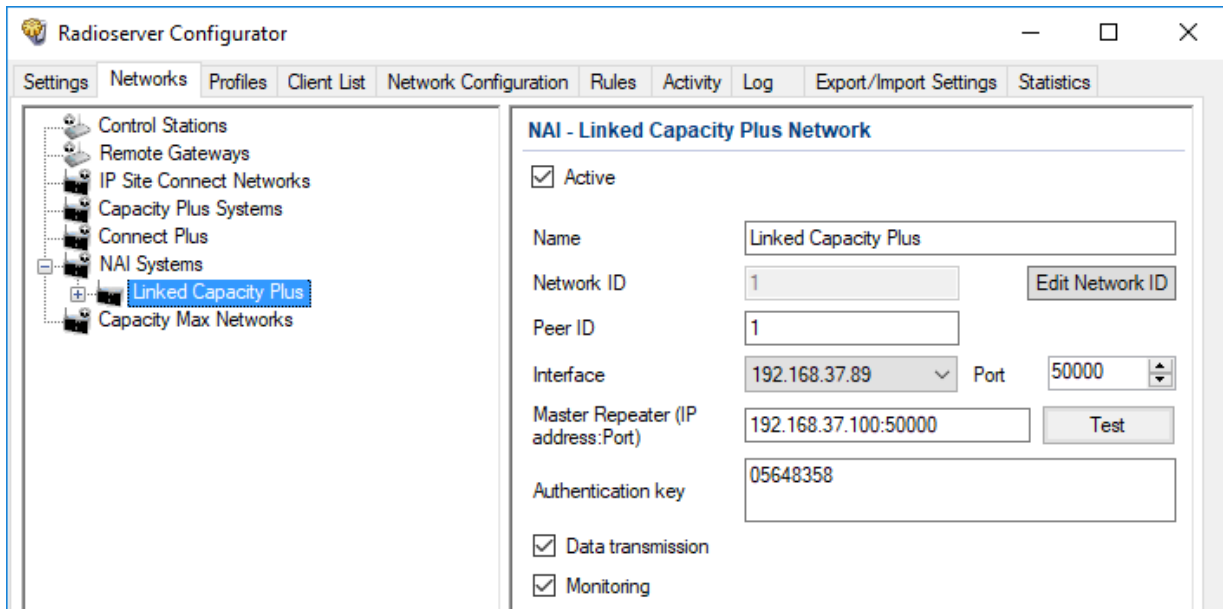 Radioserver Configurator
Settings Networks Profiles Client List Network Configuration Rules Activity Log Export/Import Settings Statistics
Control Stations
Remote Gateways
IP Site Connect Networks
Capacity Plus Systems
Connect Plus
NAI Systems
Linked Capacity Plus
Capacity Max Networks
NAI - Linked Capacity Plus Network
Active
Name Linked Capacity Plus
Network ID 1 Edit Network ID
Peer ID 1
Interface 192.168.37.89 Port 50000
Master Repeater (IP
address:Port) 192.168.37.100:50000 Test
Authentication key 05648358
Data transmission
Monitoring